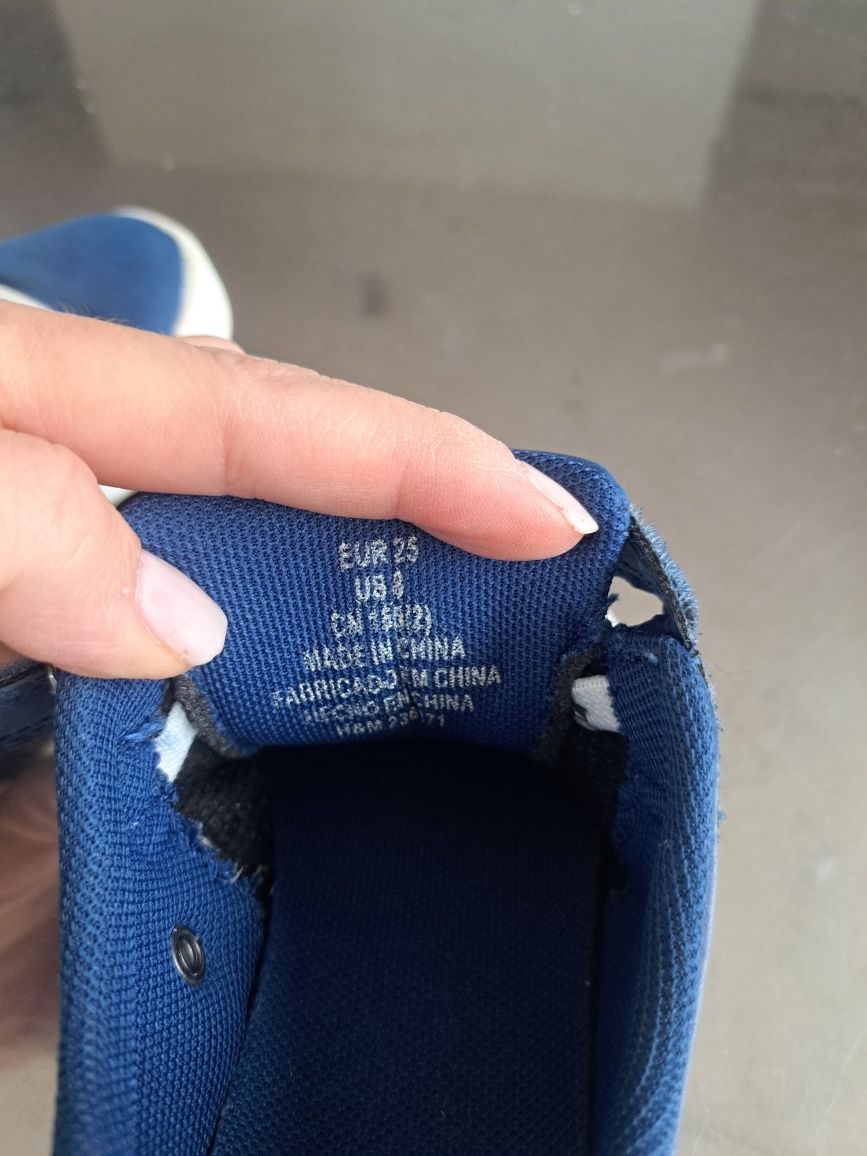 EUR 25
US 8
CN 150(2)
MADE IN CHINA
FABRICADO EM CHINA
HECHO EN CHINA
H&M